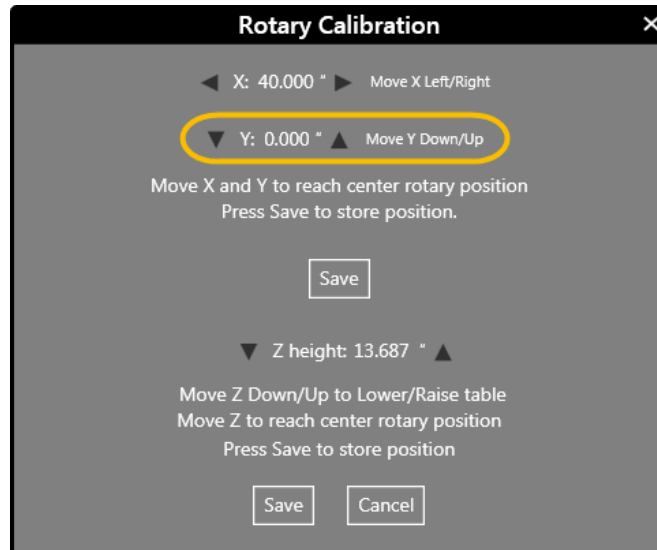 Rotary Calibration ×
◀ X: 40.000 " ▶ Move X Left/Right
▼ Y: 0.000 " ▲ Move Y Down/Up
Move X and Y to reach center rotary position
Press Save to store position.
Save
▼ Z height: 13.687 " ▲
Move Z Down/Up to Lower/Raise table
Move Z to reach center rotary position
Press Save to store position
Save Cancel